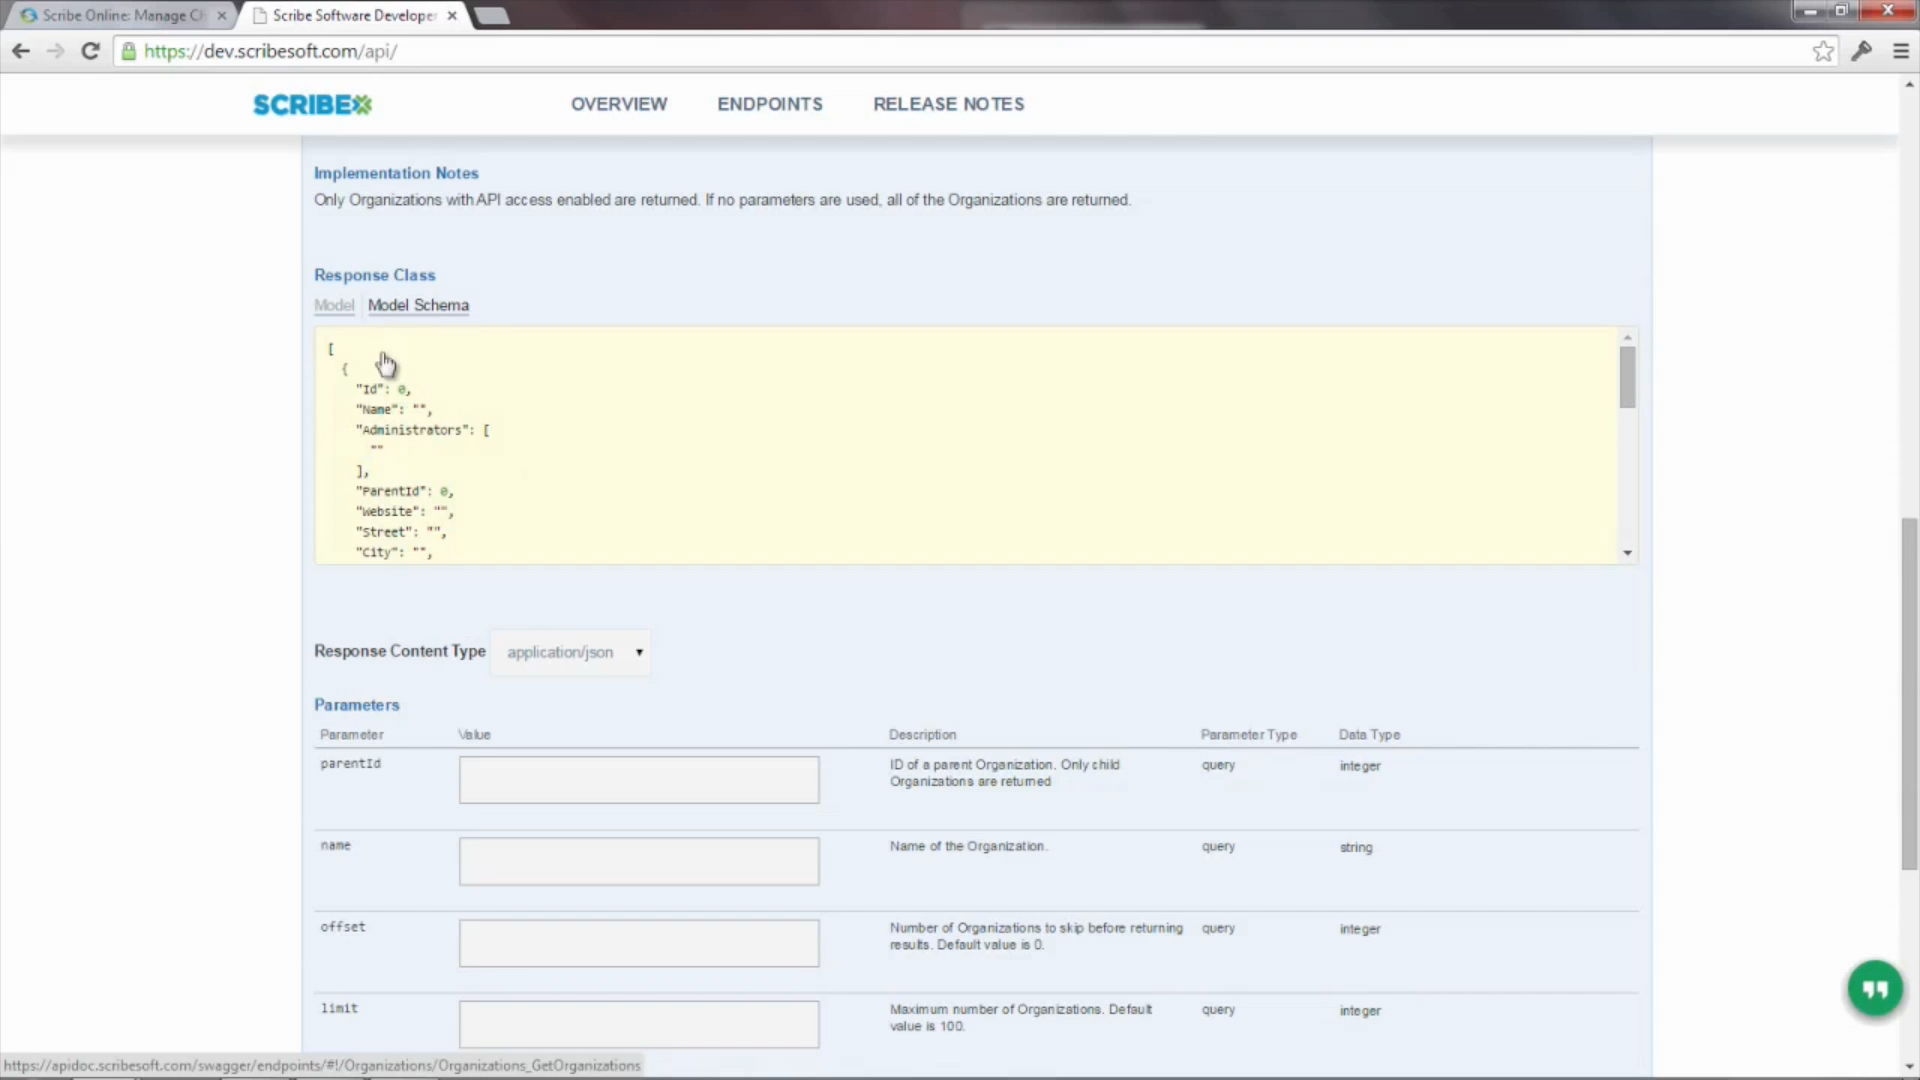 Scribe Online: Manage Ch
Scribe Software Developer
https://dev.scribesoft.com/api/
SCRIBE
OVERVIEW
ENDPOINTS
RELEASE NOTES
Implementation Notes
Only Organizations with API access enabled are returned. If no parameters are used, all of the Organizations are returned.
Response Class
Model
Model Schema
[
{
"Id": 0,
"Name": "",
"Administrators": [
""
],
"ParentId": 0,
"Website": "",
"Street": "",
"City": "",
Response Content Type application/json
Parameters
Parameter Value Description Parameter Type Data Type
parentId ID of a parent Organization. Only child query integer
Organizations are returned
name Name of the Organization. query string
offset Number of Organizations to skip before returning query integer
results. Default value is 0.
limit Maximum number of Organizations. Default query integer
value is 100.
https://apidoc.scribesoft.com/swagger/endpoints/#!/Organizations/Organizations_GetOrganizations